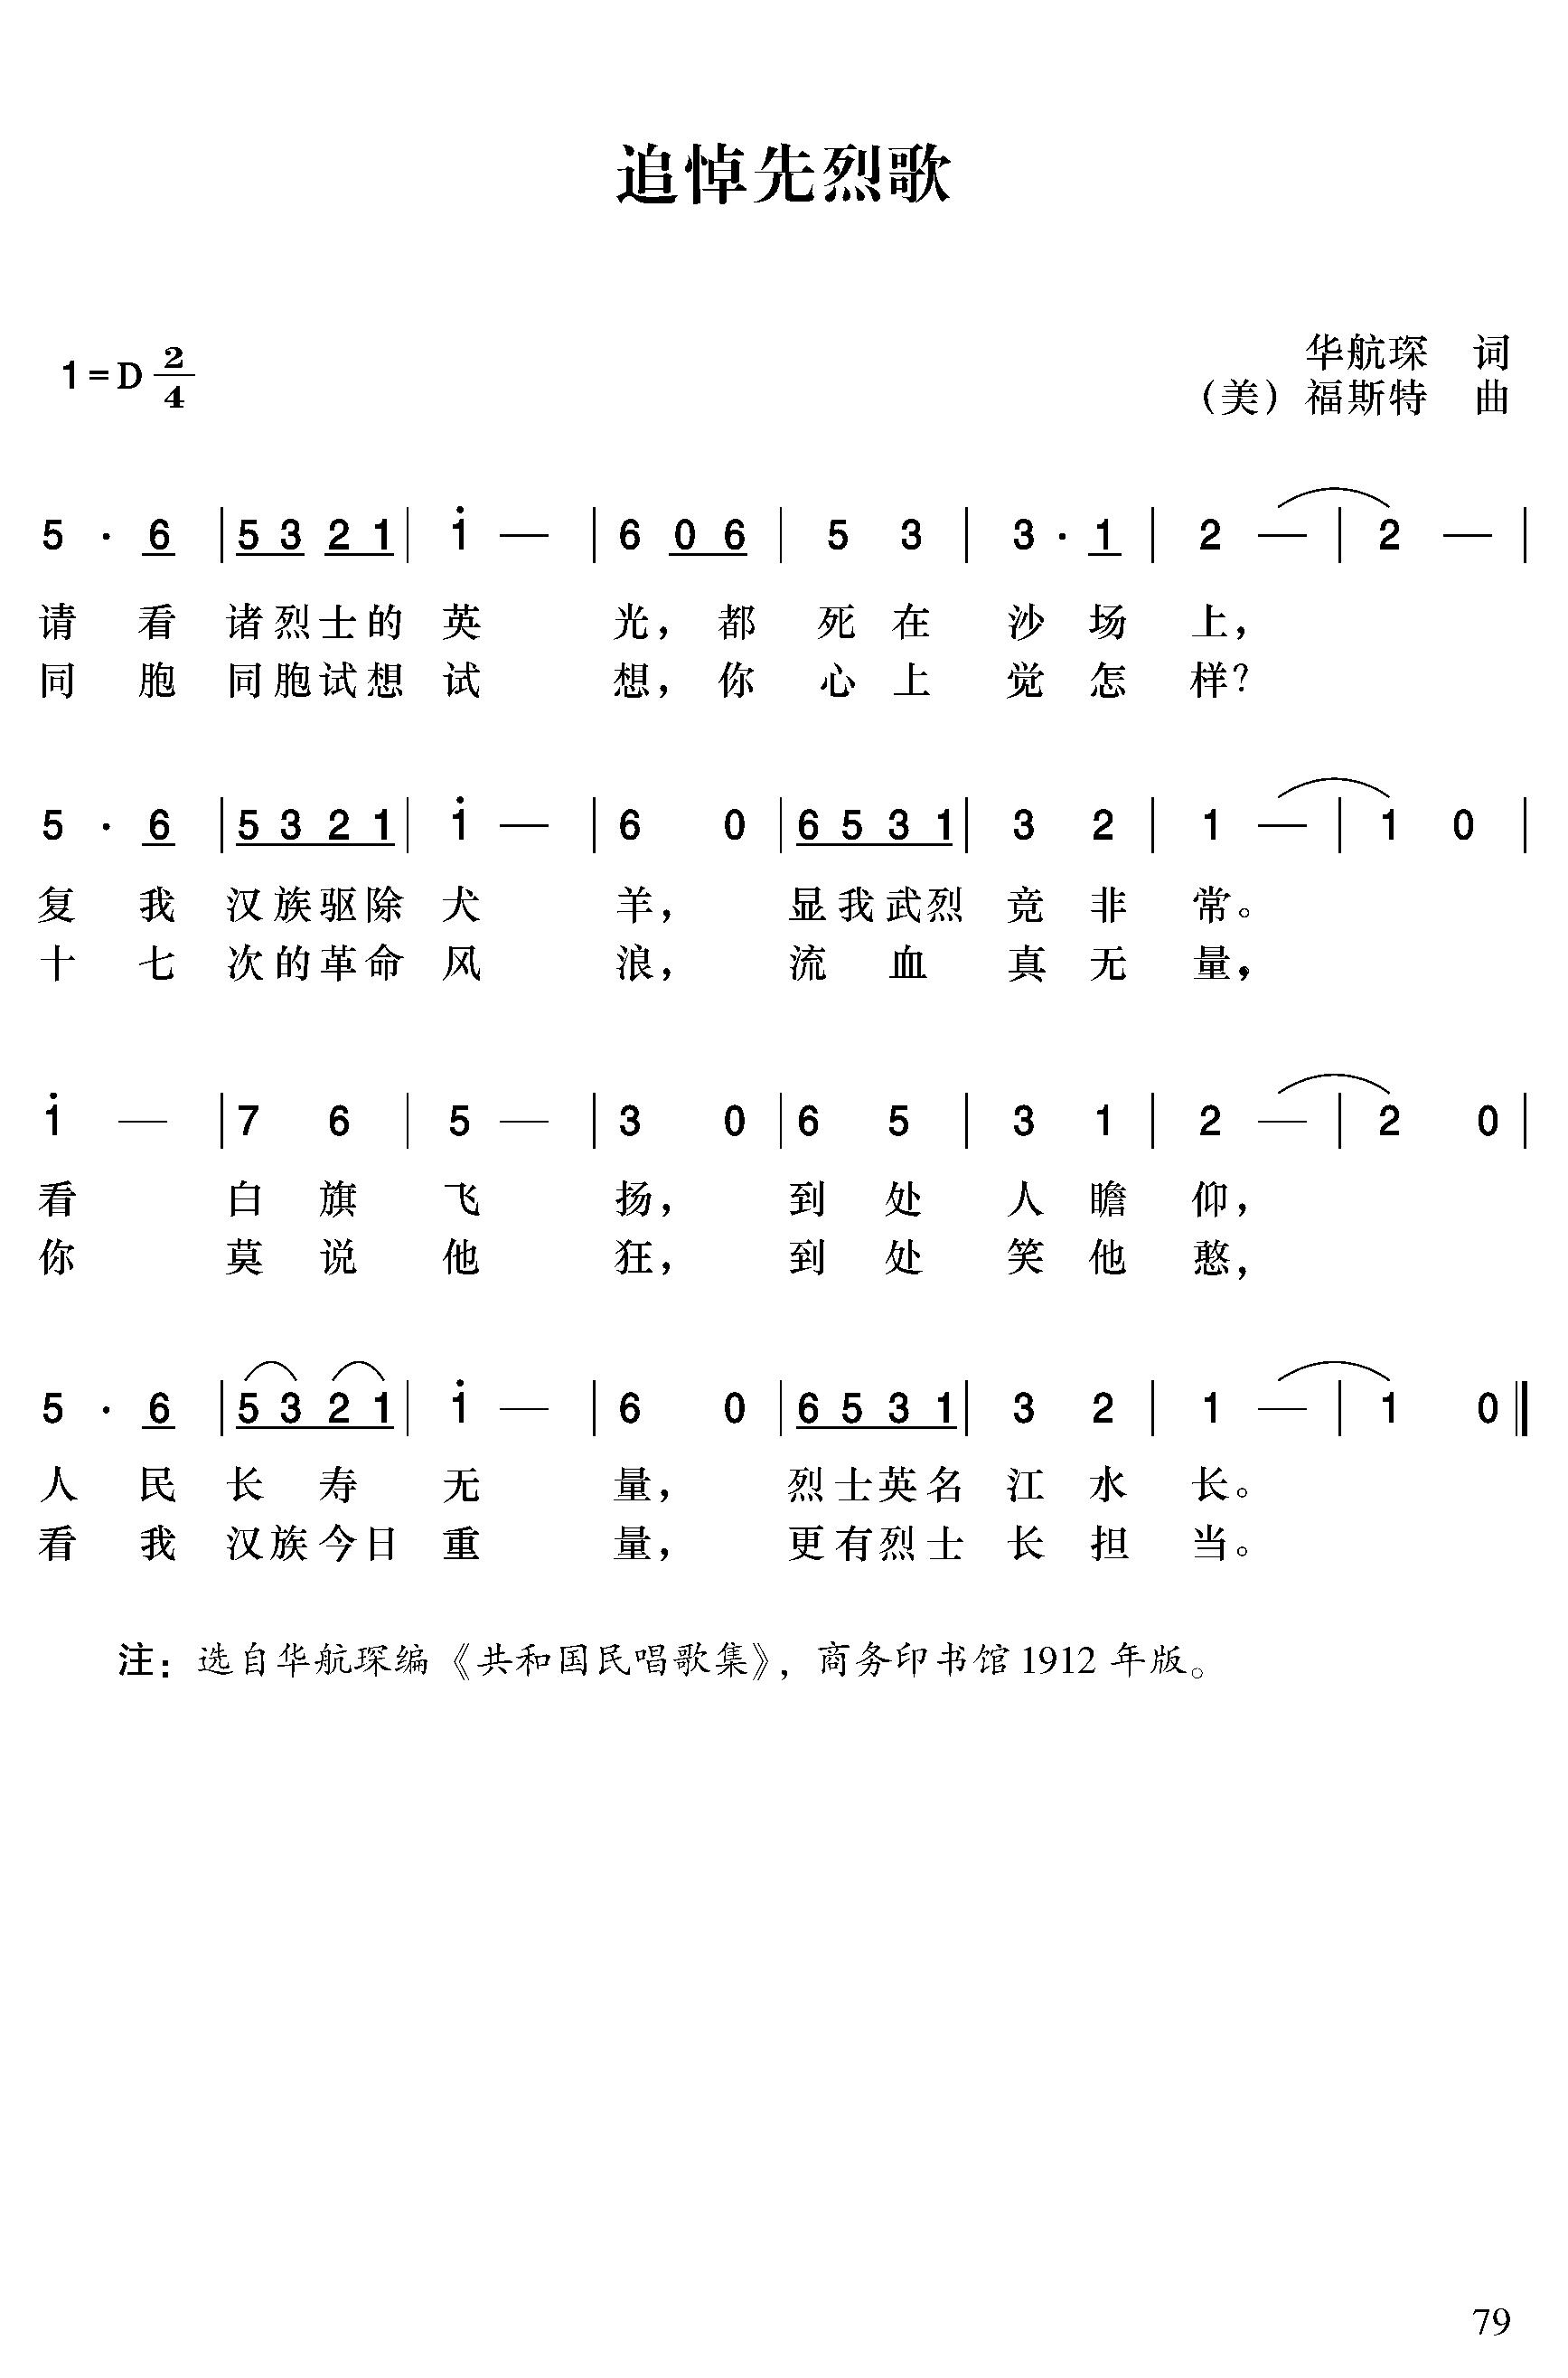 追悼先烈歌
1=D 2/4
华航琛 词
（美）福斯特 曲
5 · 6 | 5 3 2 1 | 1̇ — | 6 0 6 | 5 3 | 3 · 1 | 2 — | 2 — |
请 看 诸烈士的 英 光， 都 死 在 沙 场 上，
同 胞 同胞试想 试 想， 你 心 上 觉 怎 样？
5 · 6 | 5 3 2 1 | 1̇ — | 6 0 | 6 5 3 1 | 3 2 | 1 — | 1 0 |
复 我 汉族驱除 犬 羊， 显我武烈 竞 非 常。
十 七 次的革命 风 浪， 流 血 真 无 量，
1̇ — | 7 6 | 5 — | 3 0 | 6 5 | 3 1 | 2 — | 2 0 |
看 白 旗 飞 扬， 到 处 人 瞻 仰，
你 莫 说 他 狂， 到 处 笑 他 憨，
5 · 6 | 5 3 2 1 | 1̇ — | 6 0 | 6 5 3 1 | 3 2 | 1 — | 1 0 ‖
人 民 长 寿 无 量， 烈士英名 江 水 长。
看 我 汉族今日 重 量， 更有烈士 长 担 当。
注：选自华航琛编《共和国民唱歌集》，商务印书馆1912年版。
79